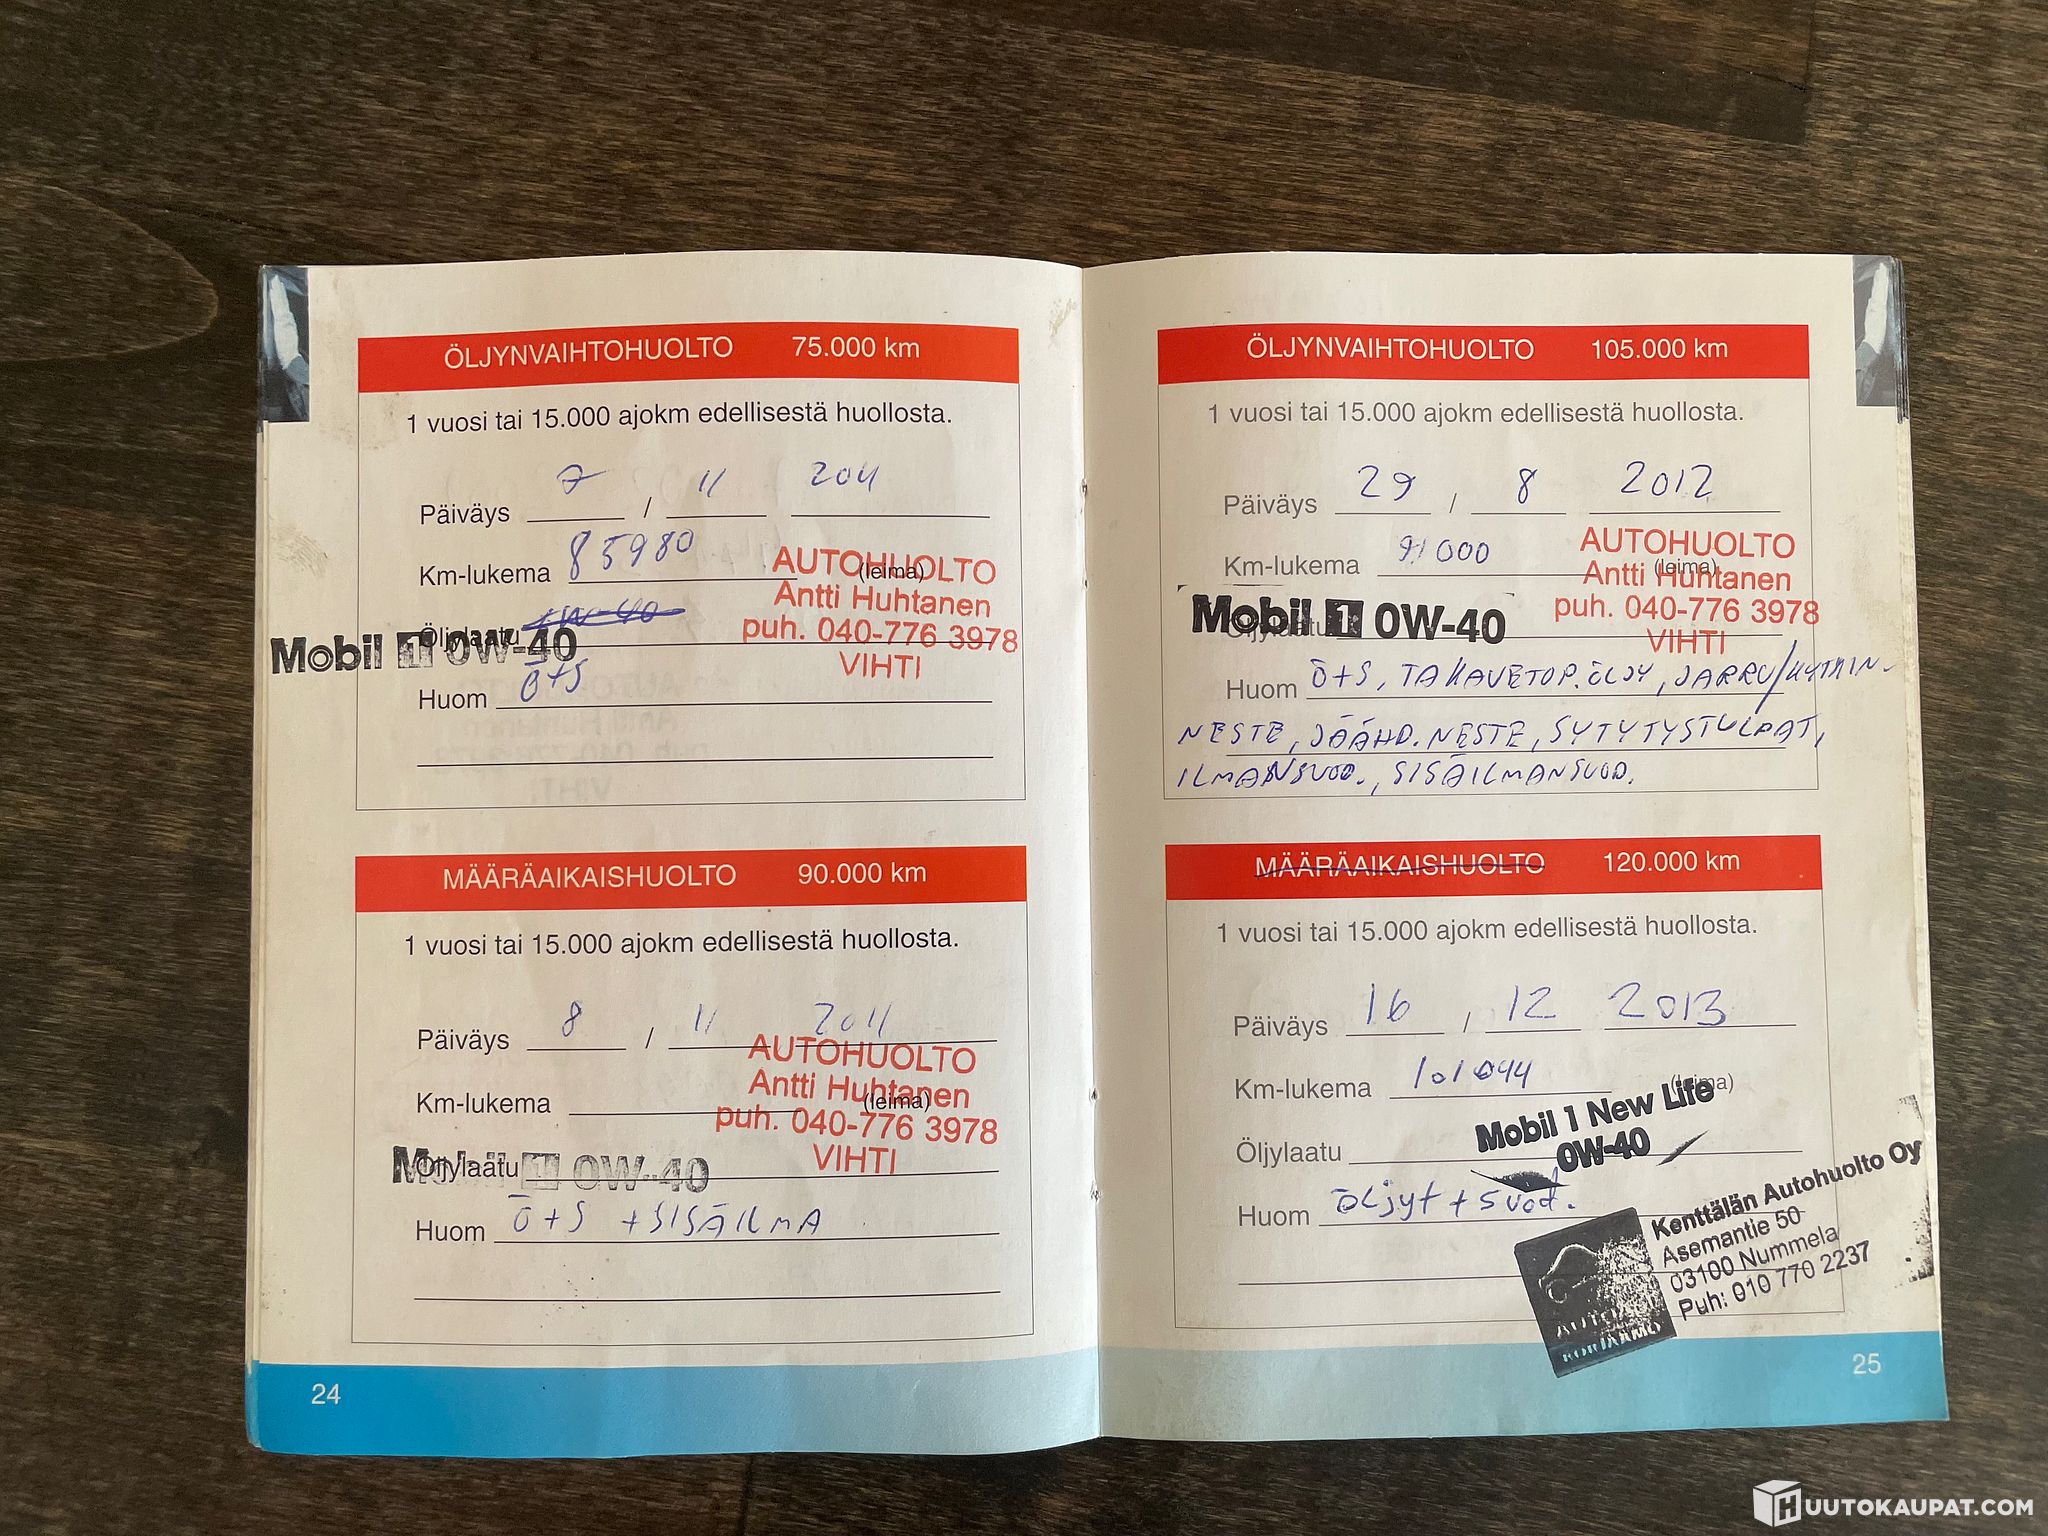 ÖLJYNVAIHTOHUOLTO 75.000 km
1 vuosi tai 15.000 ajokm edellisestä huollosta.
Päiväys 7 / 11 2011
Km-lukema 85980 (leima)
AUTOHUOLTO
Antti Huhtanen
puh. 040-776 3978
VIHTI
Öljylaatu
Mobil 1 0W-40
Huom Ö+S
MÄÄRÄAIKAISHUOLTO 90.000 km
1 vuosi tai 15.000 ajokm edellisestä huollosta.
Päiväys 8 / 11 2011
Km-lukema (leima)
AUTOHUOLTO
Antti Huhtanen
puh. 040-776 3978
VIHTI
Öljylaatu
Mobil 1 0W-40
Huom Ö+S +SISÄILMA
24
ÖLJYNVAIHTOHUOLTO 105.000 km
1 vuosi tai 15.000 ajokm edellisestä huollosta.
Päiväys 29 / 8 2012
Km-lukema 91000 (leima)
AUTOHUOLTO
Antti Huhtanen
puh. 040-776 3978
VIHTI
Öljylaatu
Mobil 1 0W-40
Huom Ö+S, TAKAVETOP.ÖLJY, JARRU/KYTKIN-
NESTE, JÄÄHD.NESTE, SYTYTYSTULPAT,
ILMANSUOD., SISÄILMANSUOD.
MÄÄRÄAIKAISHUOLTO 120.000 km
1 vuosi tai 15.000 ajokm edellisestä huollosta.
Päiväys 16 / 12 2013
Km-lukema 101044 (leima)
Mobil 1 New Life
0W-40
Öljylaatu
Huom öljyt + suod.
Kenttälän Autohuolto Oy
Asemantie 50
03100 Nummela
Puh: 010 770 2237
AUTO
KORJAAMO
25
HUUTOKAUPAT.COM